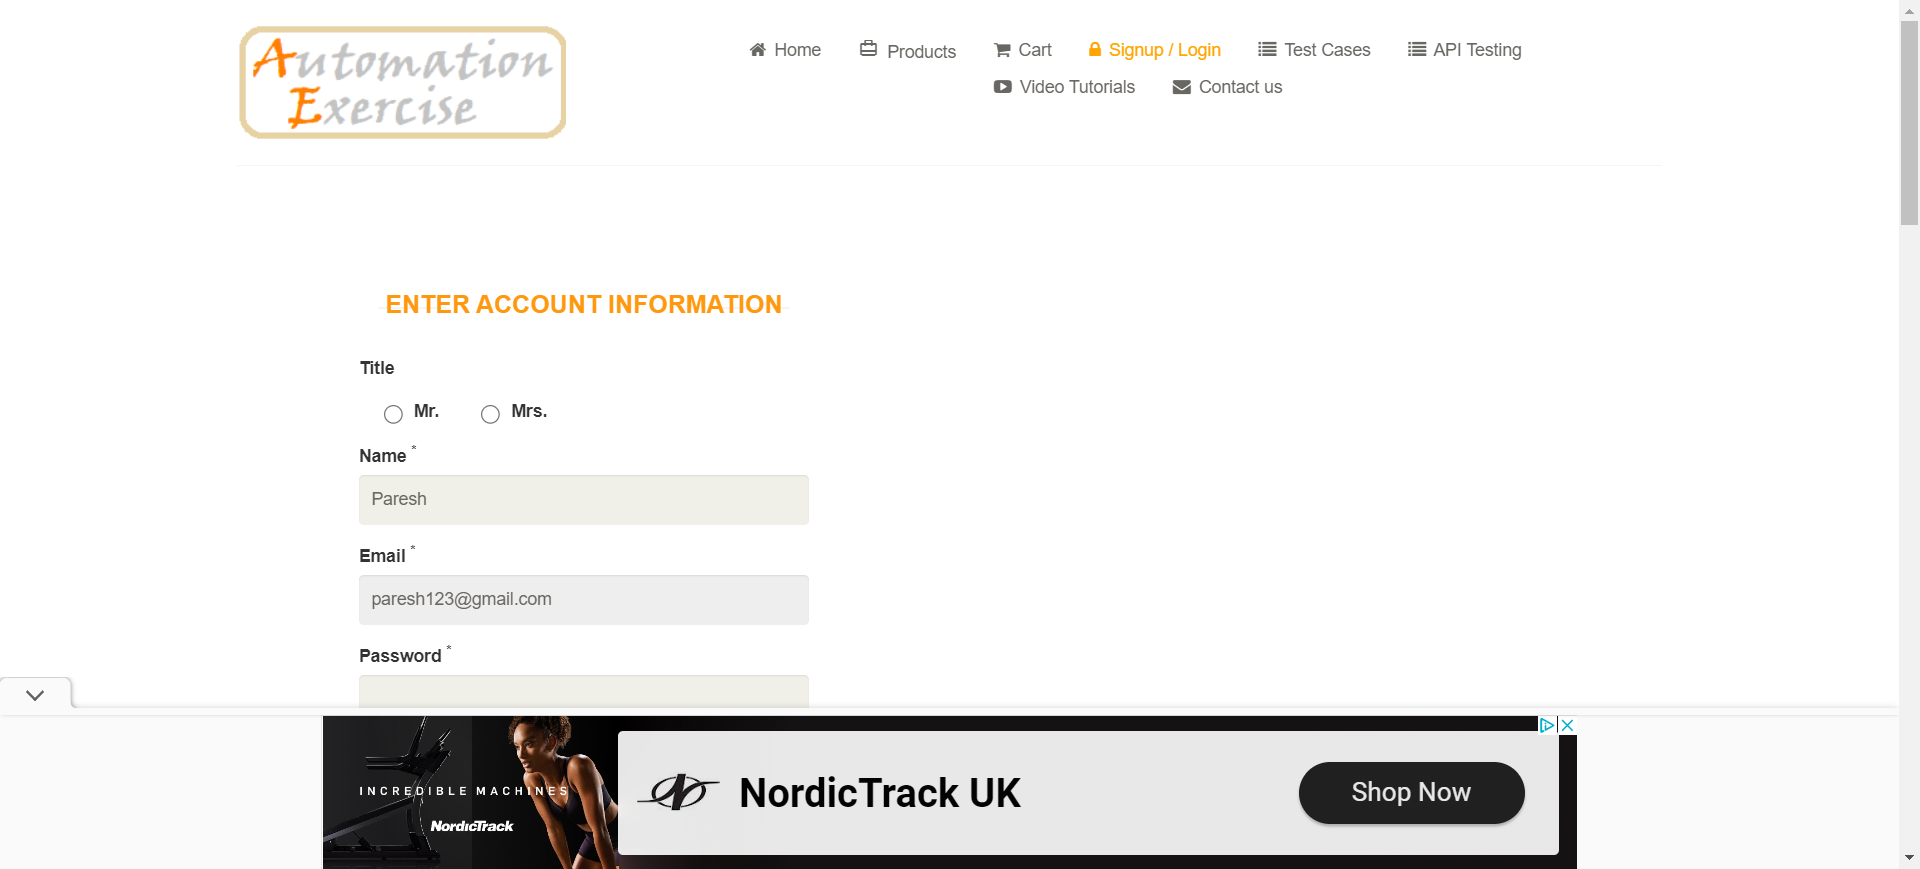 Automation
Exercise
Home
Products
Cart
Signup / Login
Test Cases
API Testing
Video Tutorials
Contact us
ENTER ACCOUNT INFORMATION
Title
Mr.
Mrs.
Name *
Paresh
Email *
paresh123@gmail.com
Password *
INCREDIBLE MACHINES
NordicTrack
NordicTrack UK
Shop Now